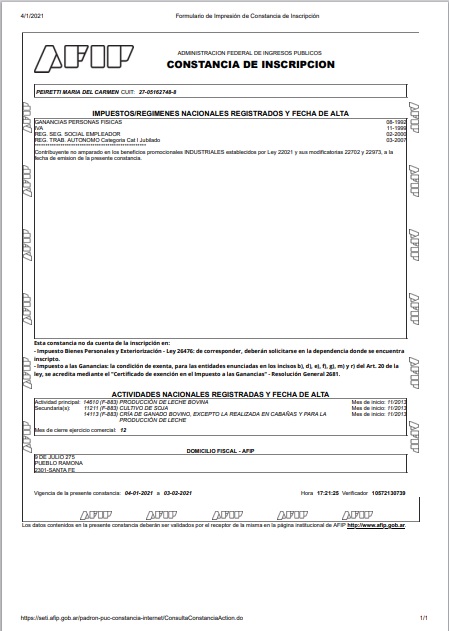 4/1/2021 Formulario de Impresión de Constancia de Inscripción
AFIP
ADMINISTRACION FEDERAL DE INGRESOS PUBLICOS
CONSTANCIA DE INSCRIPCION
PEIRETTI MARIA DEL CARMEN CUIT: 27-05162748-8
IMPUESTOS/REGIMENES NACIONALES REGISTRADOS Y FECHA DE ALTA
GANANCIAS PERSONAS FISICAS 08-1992
IVA 11-1999
REG. SEG. SOCIAL EMPLEADOR 02-2000
REG. TRAB. AUTONOMO Categoria Cat I Jubilado 03-2007
Contribuyente no amparado en los beneficios promocionales INDUSTRIALES establecidos por Ley 22021 y sus modificatorias 22702 y 22973, a la
fecha de emision de la presente constancia.
Esta constancia no da cuenta de la inscripción en:
- Impuesto Bienes Personales y Exteriorización - Ley 26476: de corresponder, deberán solicitarse en la dependencia donde se encuentra
inscripto.
- Impuesto a las Ganancias: la condición de exenta, para las entidades enunciadas en los incisos b), d), e), f), g), m) y r) del Art. 20 de la
ley, se acredita mediante el "Certificado de exención en el Impuesto a las Ganancias" - Resolución General 2681.
ACTIVIDADES NACIONALES REGISTRADAS Y FECHA DE ALTA
Actividad principal: 14610 (F-883) PRODUCCIÓN DE LECHE BOVINA Mes de inicio: 11/2013
Secundaria(s): 11211 (F-883) CULTIVO DE SOJA Mes de inicio: 11/2013
14113 (F-883) CRÍA DE GANADO BOVINO, EXCEPTO LA REALIZADA EN CABAÑAS Y PARA LA Mes de inicio: 11/2013
PRODUCCIÓN DE LECHE
Mes de cierre ejercicio comercial: 12
DOMICILIO FISCAL - AFIP
9 DE JULIO 275
PUEBLO RAMONA
2301-SANTA FE
Vigencia de la presente constancia: 04-01-2021 a 03-02-2021 Hora 17:21:25 Verificador 10572130739
AFIP AFIP AFIP AFIP AFIP
Los datos contenidos en la presente constancia deberán ser validados por el receptor de la misma en la página institucional de AFIP http://www.afip.gob.ar.
https://seti.afip.gob.ar/padron-puc-constancia-internet/ConsultaConstanciaAction.do 1/1